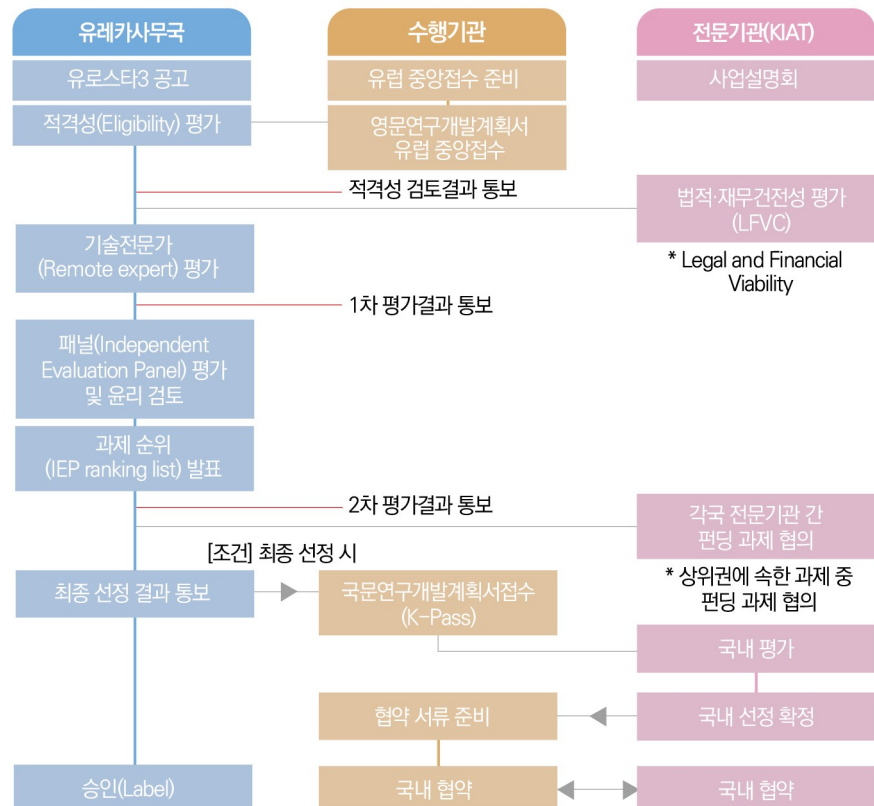 유레카사무국
수행기관
전문기관(KIAT)
유로스타3 공고
유럽 중앙접수 준비
사업설명회
적격성(Eligibility) 평가
영문연구개발계획서
유럽 중앙접수
적격성 검토결과 통보
법적·재무건전성 평가
(LFVC)
* Legal and Financial
Viability
기술전문가
(Remote expert) 평가
1차 평가결과 통보
패널(Independent
Evaluation Panel) 평가
및 윤리 검토
과제 순위
(IEP ranking list) 발표
2차 평가결과 통보
각국 전문기관 간
펀딩 과제 협의
* 상위권에 속한 과제 중
펀딩 과제 협의
[조건] 최종 선정 시
최종 선정 결과 통보
국문연구개발계획서접수
(K-Pass)
국내 평가
협약 서류 준비
국내 선정 확정
승인(Label)
국내 협약
국내 협약